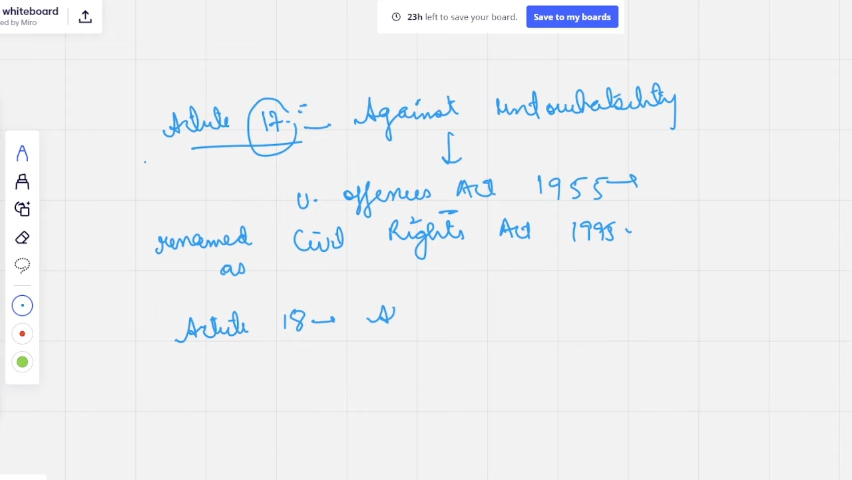 whiteboard
ed by Miro
23h left to save your board.
Save to my boards
Article 17 :- Against untouchability
U. offences Act 1955 →
renamed Civil Rights Act 1995
as
Article 18 → A